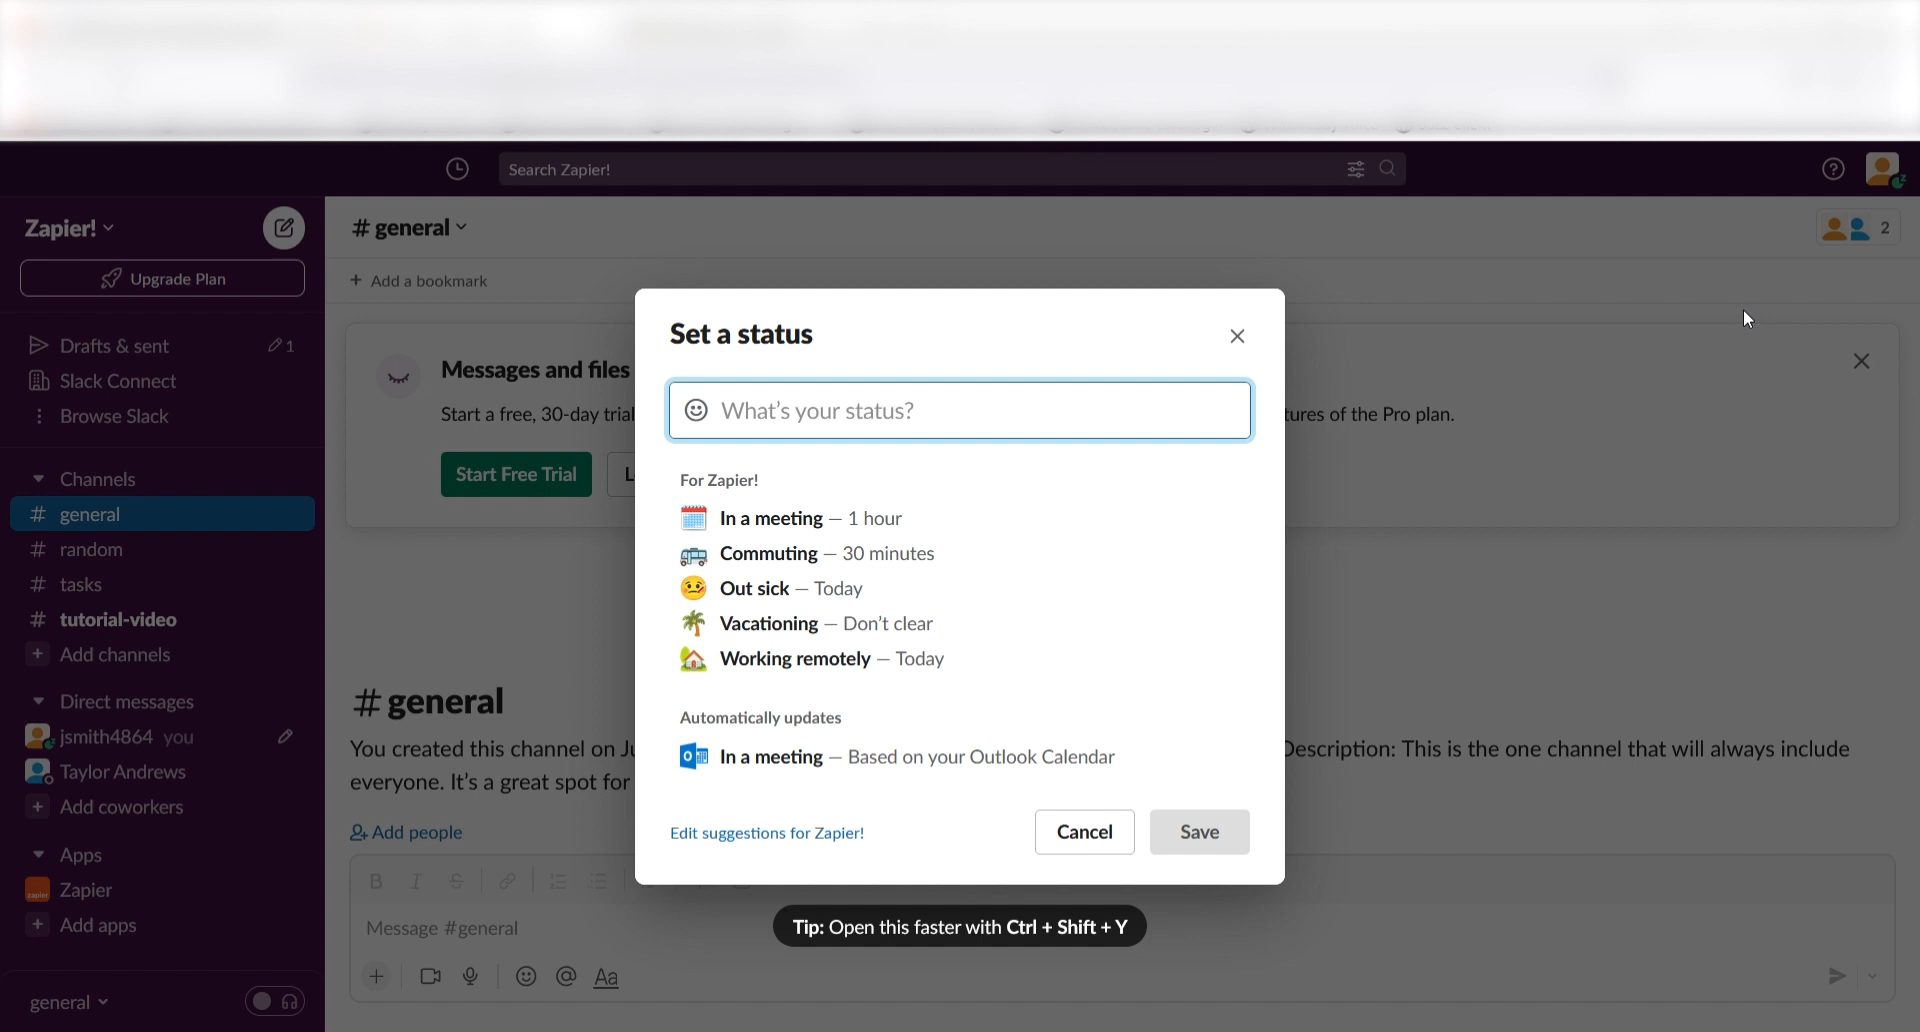 Search Zapier!
Zapier!
# general
2
Upgrade Plan
+ Add a bookmark
Drafts & sent 1
Slack Connect
Browse Slack
Channels
# general
# random
# tasks
# tutorial-video
+ Add channels
Direct messages
jsmith4864 you
Taylor Andrews
+ Add coworkers
Apps
zapier Zapier
+ Add apps
general
Messages and files
Start a free, 30-day trial
tures of the Pro plan.
Start Free Trial
L
# general
You created this channel on Ju
Description: This is the one channel that will always include
everyone. It's a great spot for
Add people
B I S
Message #general
+ @ Aa
Set a status
What's your status?
For Zapier!
In a meeting – 1 hour
Commuting – 30 minutes
Out sick – Today
Vacationing – Don't clear
Working remotely – Today
Automatically updates
In a meeting – Based on your Outlook Calendar
Edit suggestions for Zapier!
Cancel
Save
Tip: Open this faster with Ctrl + Shift + Y